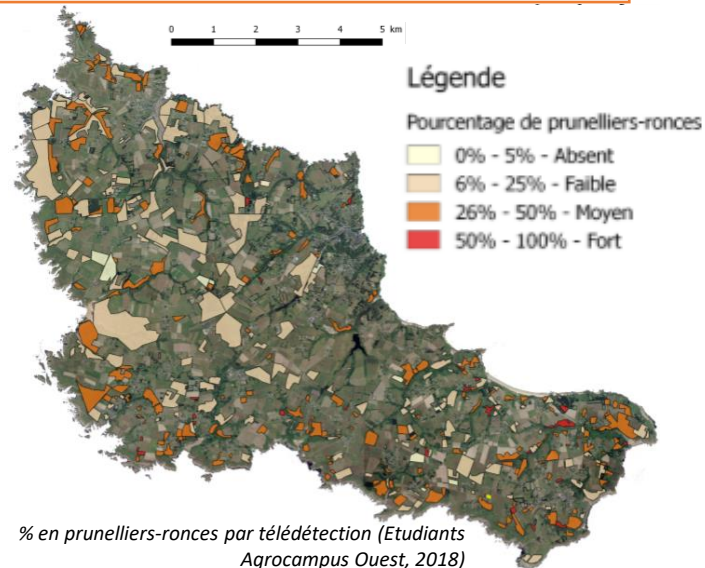 0 1 2 3 4 5 km
Légende
Pourcentage de prunelliers-ronces
0% - 5% - Absent
6% - 25% - Faible
26% - 50% - Moyen
50% - 100% - Fort
% en prunelliers-ronces par télédétection (Etudiants
Agrocampus Ouest, 2018)